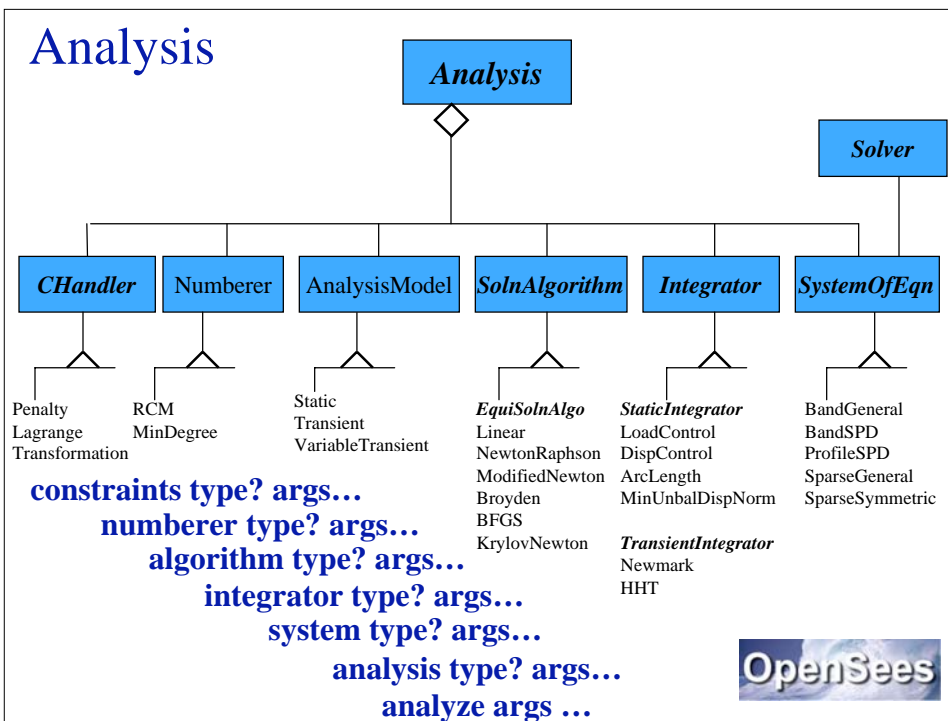 Analysis
Analysis
Solver
CHandler
Numberer
AnalysisModel
SolnAlgorithm
Integrator
SystemOfEqn
Penalty
Lagrange
Transformation
RCM
MinDegree
Static
Transient
VariableTransient
EquiSolnAlgo
Linear
NewtonRaphson
ModifiedNewton
Broyden
BFGS
KrylovNewton
StaticIntegrator
LoadControl
DispControl
ArcLength
MinUnbalDispNorm
TransientIntegrator
Newmark
HHT
BandGeneral
BandSPD
ProfileSPD
SparseGeneral
SparseSymmetric
constraints type? args…
numberer type? args…
algorithm type? args…
integrator type? args…
system type? args…
analysis type? args…
analyze args …
OpenSees